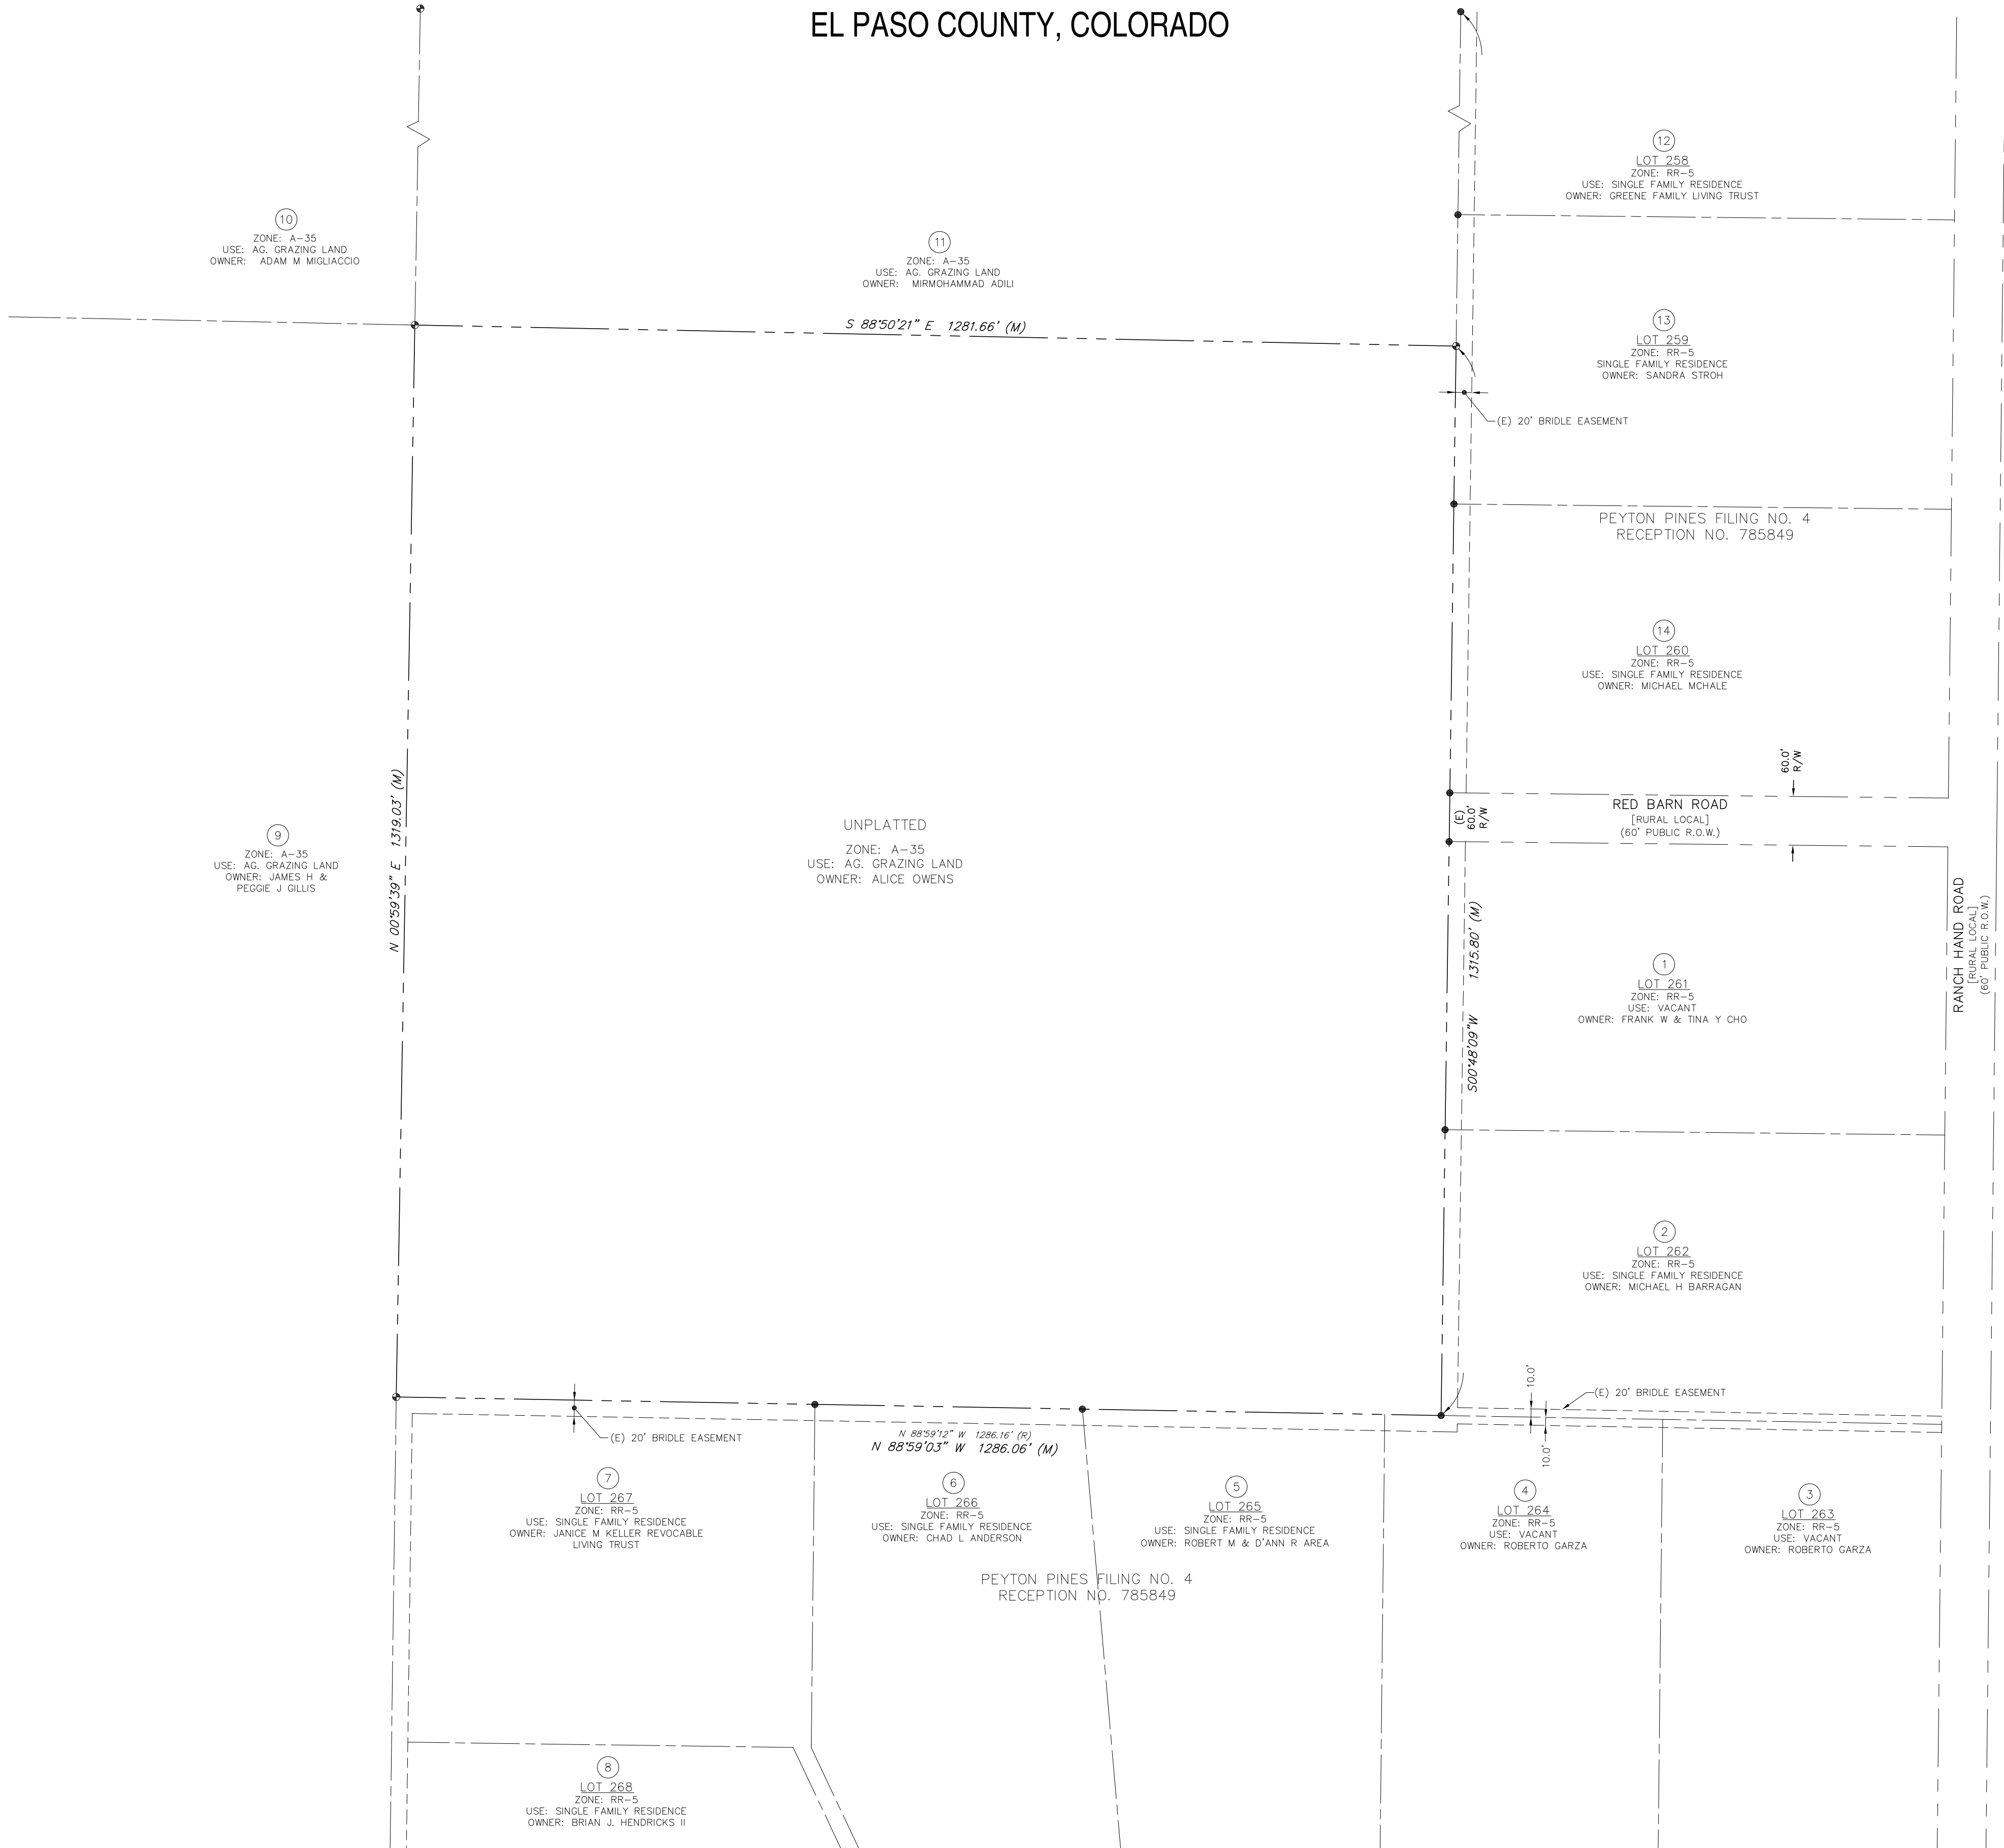 EL PASO COUNTY, COLORADO
12
LOT 258
ZONE: RR-5
USE: SINGLE FAMILY RESIDENCE
OWNER: GREENE FAMILY LIVING TRUST
10
ZONE: A-35
USE: AG. GRAZING LAND
OWNER: ADAM M MIGLIACCIO
11
ZONE: A-35
USE: AG. GRAZING LAND
OWNER: MIRMOHAMMAD ADILI
S 88°50'21" E 1281.66' (M)
13
LOT 259
ZONE: RR-5
SINGLE FAMILY RESIDENCE
OWNER: SANDRA STROH
(E) 20' BRIDLE EASEMENT
PEYTON PINES FILING NO. 4
RECEPTION NO. 785849
14
LOT 260
ZONE: RR-5
USE: SINGLE FAMILY RESIDENCE
OWNER: MICHAEL MCHALE
60.0'
R/W
(E)
60.0'
R/W
RED BARN ROAD
[RURAL LOCAL]
(60' PUBLIC R.O.W.)
N 00°59'39" E 1319.03' (M)
UNPLATTED
ZONE: A-35
USE: AG. GRAZING LAND
OWNER: ALICE OWENS
9
ZONE: A-35
USE: AG. GRAZING LAND
OWNER: JAMES H &
PEGGIE J GILLIS
S00°48'09"W 1315.80' (M)
RANCH HAND ROAD
[RURAL LOCAL]
(60' PUBLIC R.O.W.)
1
LOT 261
ZONE: RR-5
USE: VACANT
OWNER: FRANK W & TINA Y CHO
2
LOT 262
ZONE: RR-5
USE: SINGLE FAMILY RESIDENCE
OWNER: MICHAEL H BARRAGAN
10.0'
(E) 20' BRIDLE EASEMENT
10.0'
(E) 20' BRIDLE EASEMENT
N 88°59'12" W 1286.16' (R)
N 88°59'03" W 1286.06' (M)
7
LOT 267
ZONE: RR-5
USE: SINGLE FAMILY RESIDENCE
OWNER: JANICE M KELLER REVOCABLE
LIVING TRUST
6
LOT 266
ZONE: RR-5
USE: SINGLE FAMILY RESIDENCE
OWNER: CHAD L ANDERSON
5
LOT 265
ZONE: RR-5
USE: SINGLE FAMILY RESIDENCE
OWNER: ROBERT M & D'ANN R AREA
4
LOT 264
ZONE: RR-5
USE: VACANT
OWNER: ROBERTO GARZA
3
LOT 263
ZONE: RR-5
USE: VACANT
OWNER: ROBERTO GARZA
PEYTON PINES FILING NO. 4
RECEPTION NO. 785849
8
LOT 268
ZONE: RR-5
USE: SINGLE FAMILY RESIDENCE
OWNER: BRIAN J. HENDRICKS II